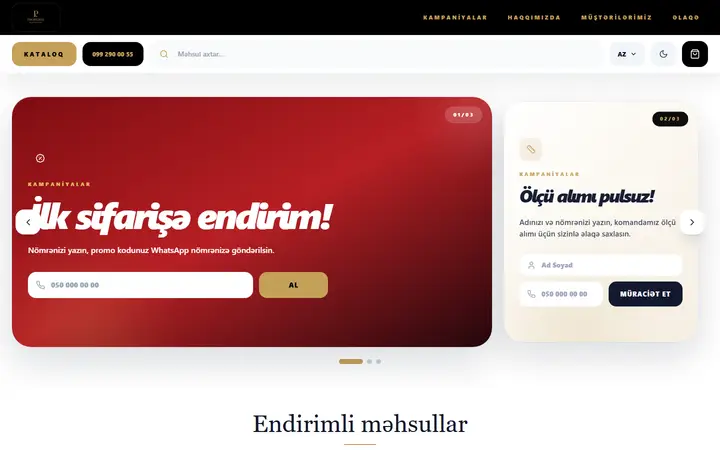 KAMPANİYALAR HAQQIMIZDA MÜŞTƏRİLƏRİMİZ ƏLAQƏ
KATALOQ 099 290 00 55 Məhsul axtar... AZ
01/03
KAMPANİYALAR
İlk sifarişə endirim!
Nömrənizi yazın, promo kodunuz WhatsApp nömrənizə göndərilsin.
050 000 00 00 AL
02/03
KAMPANİYALAR
Ölçü alımı pulsuz!
Adınızı və nömrənizi yazın, komandamız ölçü
alımı üçün sizinlə əlaqə saxlasın.
Ad Soyad
050 000 00 00 MÜRACİƏT ET
Endirimli məhsullar